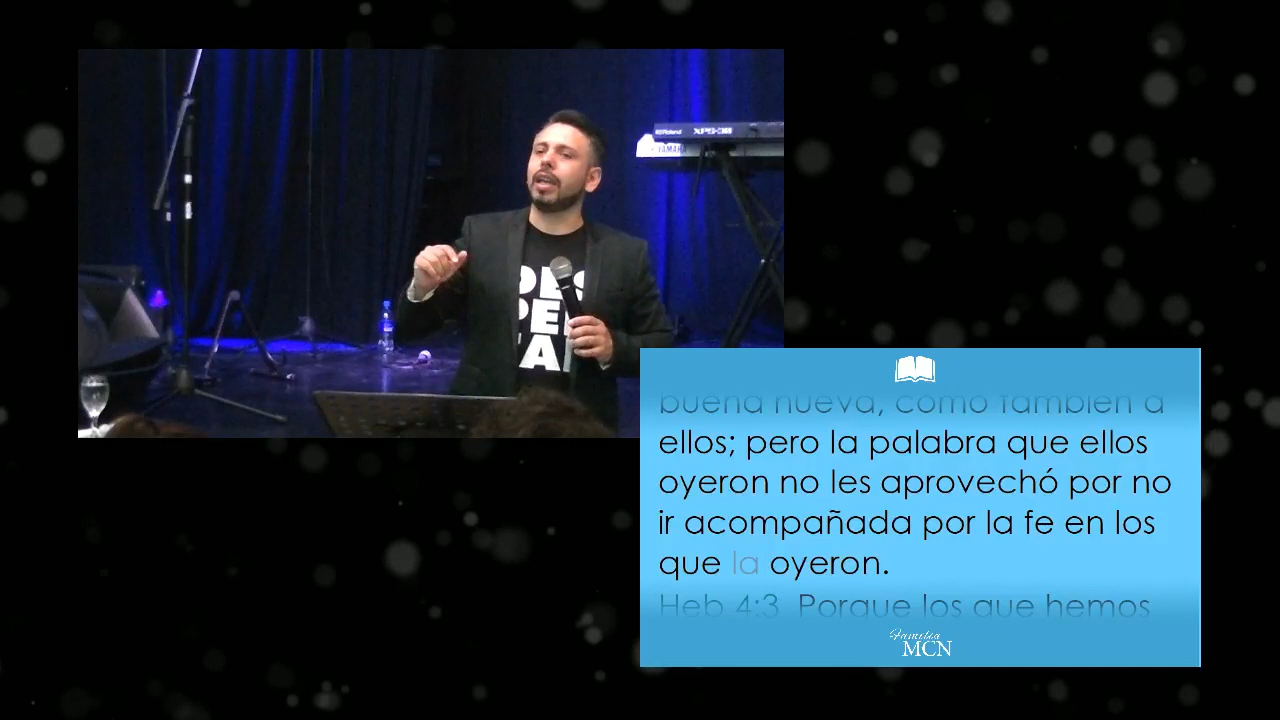 Roland
YAMAHA
buena nueva, como también a
ellos; pero la palabra que ellos
oyeron no les aprovechó por no
ir acompañada por la fe en los
que la oyeron.
Heb 4:3 Porque los que hemos
Familia
MCN